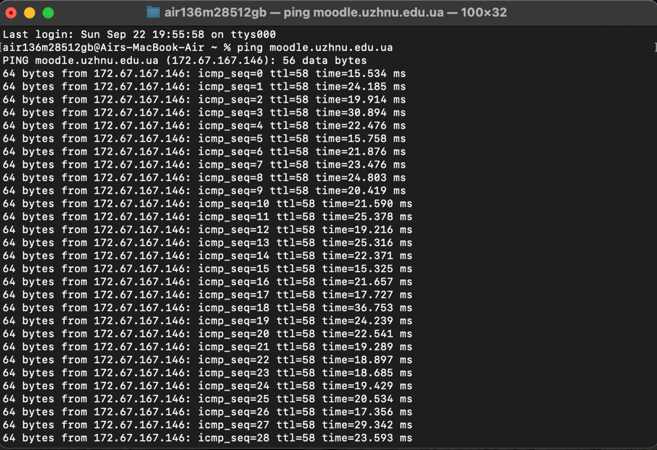 air136m28512gb — ping moodle.uzhnu.edu.ua — 100×32
Last login: Sun Sep 22 19:55:58 on ttys000
[air136m28512gb@Airs-MacBook-Air ~ % ping moodle.uzhnu.edu.ua ]
PING moodle.uzhnu.edu.ua (172.67.167.146): 56 data bytes
64 bytes from 172.67.167.146: icmp_seq=0 ttl=58 time=15.534 ms
64 bytes from 172.67.167.146: icmp_seq=1 ttl=58 time=24.185 ms
64 bytes from 172.67.167.146: icmp_seq=2 ttl=58 time=19.914 ms
64 bytes from 172.67.167.146: icmp_seq=3 ttl=58 time=30.894 ms
64 bytes from 172.67.167.146: icmp_seq=4 ttl=58 time=22.476 ms
64 bytes from 172.67.167.146: icmp_seq=5 ttl=58 time=15.758 ms
64 bytes from 172.67.167.146: icmp_seq=6 ttl=58 time=21.876 ms
64 bytes from 172.67.167.146: icmp_seq=7 ttl=58 time=23.476 ms
64 bytes from 172.67.167.146: icmp_seq=8 ttl=58 time=24.803 ms
64 bytes from 172.67.167.146: icmp_seq=9 ttl=58 time=20.419 ms
64 bytes from 172.67.167.146: icmp_seq=10 ttl=58 time=21.590 ms
64 bytes from 172.67.167.146: icmp_seq=11 ttl=58 time=25.378 ms
64 bytes from 172.67.167.146: icmp_seq=12 ttl=58 time=19.216 ms
64 bytes from 172.67.167.146: icmp_seq=13 ttl=58 time=25.316 ms
64 bytes from 172.67.167.146: icmp_seq=14 ttl=58 time=22.371 ms
64 bytes from 172.67.167.146: icmp_seq=15 ttl=58 time=15.325 ms
64 bytes from 172.67.167.146: icmp_seq=16 ttl=58 time=21.657 ms
64 bytes from 172.67.167.146: icmp_seq=17 ttl=58 time=17.727 ms
64 bytes from 172.67.167.146: icmp_seq=18 ttl=58 time=36.753 ms
64 bytes from 172.67.167.146: icmp_seq=19 ttl=58 time=24.239 ms
64 bytes from 172.67.167.146: icmp_seq=20 ttl=58 time=22.541 ms
64 bytes from 172.67.167.146: icmp_seq=21 ttl=58 time=19.289 ms
64 bytes from 172.67.167.146: icmp_seq=22 ttl=58 time=18.897 ms
64 bytes from 172.67.167.146: icmp_seq=23 ttl=58 time=18.685 ms
64 bytes from 172.67.167.146: icmp_seq=24 ttl=58 time=19.429 ms
64 bytes from 172.67.167.146: icmp_seq=25 ttl=58 time=20.534 ms
64 bytes from 172.67.167.146: icmp_seq=26 ttl=58 time=17.356 ms
64 bytes from 172.67.167.146: icmp_seq=27 ttl=58 time=29.342 ms
64 bytes from 172.67.167.146: icmp_seq=28 ttl=58 time=23.593 ms